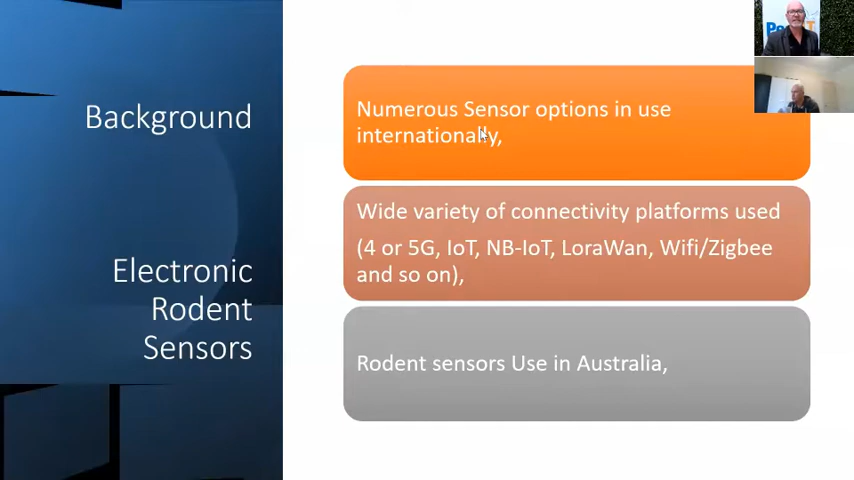 Background
Electronic
Rodent
Sensors
Numerous Sensor options in use
internationally,
Wide variety of connectivity platforms used
(4 or 5G, IoT, NB-IoT, LoraWan, Wifi/Zigbee
and so on),
Rodent sensors Use in Australia,